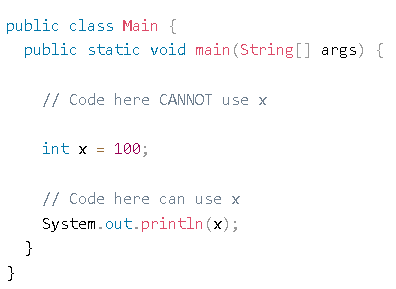 public class Main {
  public static void main(String[] args) {

    // Code here CANNOT use x

    int x = 100;

    // Code here can use x
    System.out.println(x);
  }
}